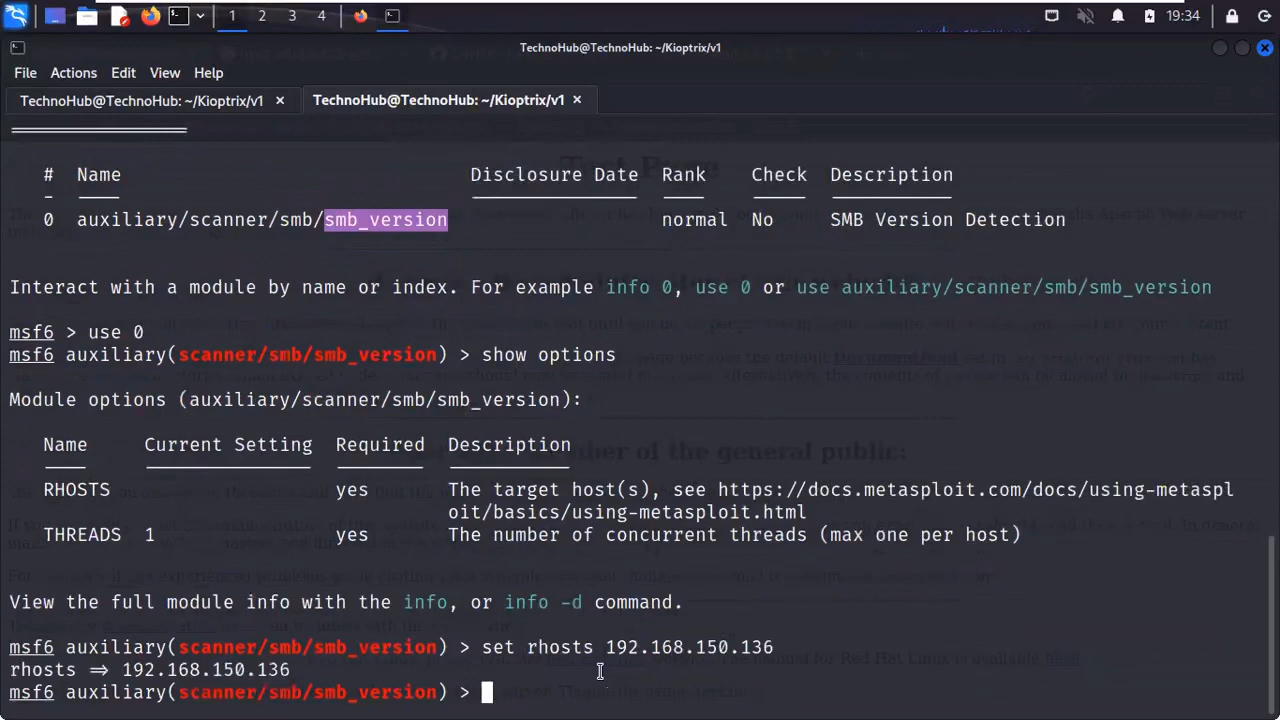 1 2 3 4 19:34
TechnoHub@TechnoHub: ~/Kioptrix/v1
File Actions Edit View Help
TechnoHub@TechnoHub: ~/Kioptrix/v1 × TechnoHub@TechnoHub: ~/Kioptrix/v1 ×
# Name Disclosure Date Rank Check Description
0 auxiliary/scanner/smb/smb_version normal No SMB Version Detection
Interact with a module by name or index. For example info 0, use 0 or use auxiliary/scanner/smb/smb_version
msf6 > use 0
msf6 auxiliary(scanner/smb/smb_version) > show options
Module options (auxiliary/scanner/smb/smb_version):
Name Current Setting Required Description
RHOSTS yes The target host(s), see https://docs.metasploit.com/docs/using-metaspl
oit/basics/using-metasploit.html
THREADS 1 yes The number of concurrent threads (max one per host)
View the full module info with the info, or info -d command.
msf6 auxiliary(scanner/smb/smb_version) > set rhosts 192.168.150.136
rhosts => 192.168.150.136
msf6 auxiliary(scanner/smb/smb_version) >